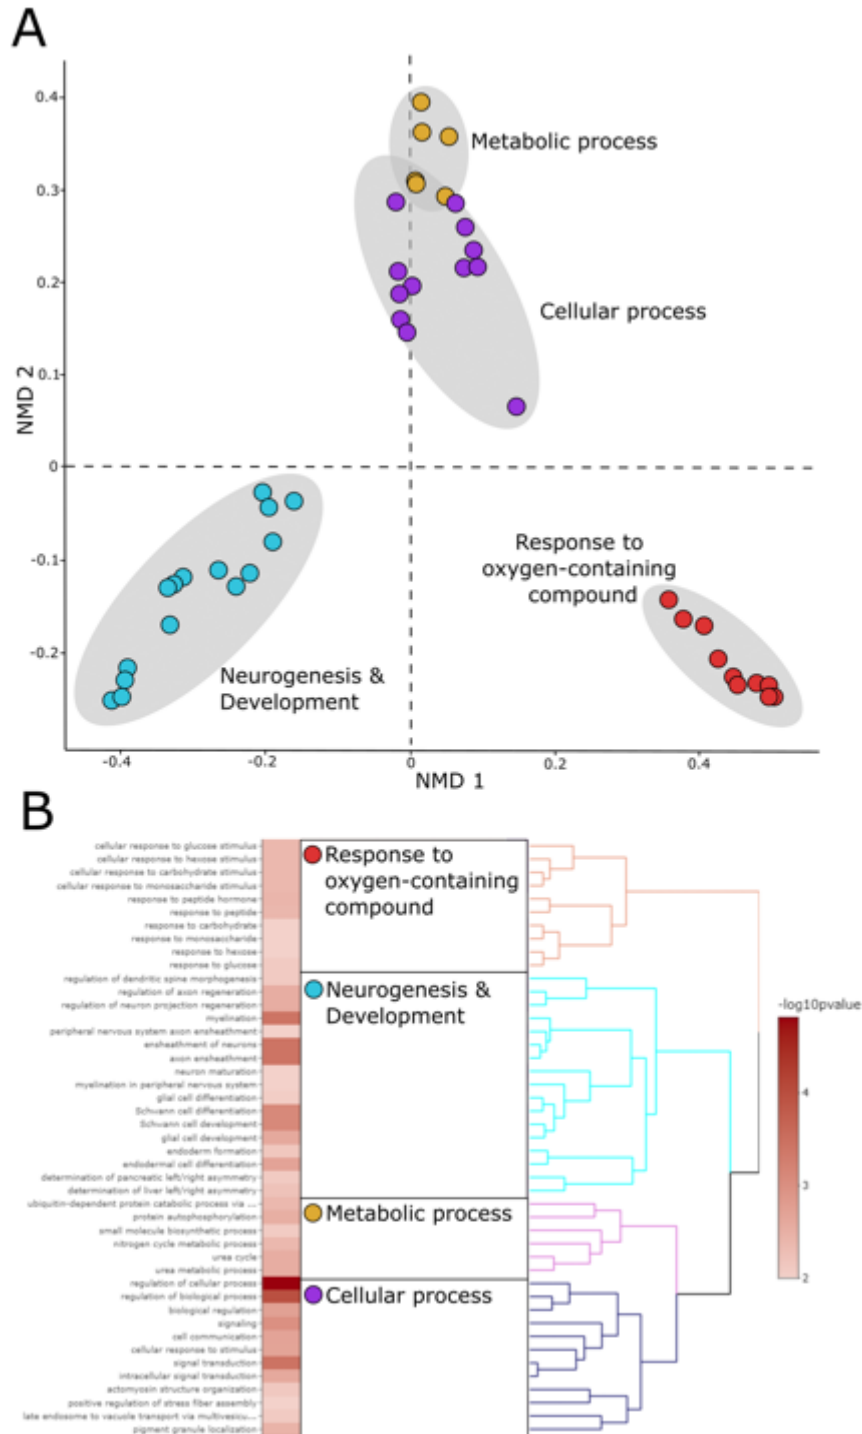 A
0.4
0.3
0.2
0.1
0
-0.1
-0.2
NMD 2
Metabolic process
Cellular process
Response to
oxygen-containing
compound
Neurogenesis &
Development
-0.4
-0.2
0
0.2
0.4
NMD 1
B
cellular response to glucose stimulus
cellular response to hexose stimulus
cellular response to carbohydrate stimulus
cellular response to monosaccharide stimulus
response to peptide hormone
response to peptide
response to carbohydrate
response to monosaccharide
response to hexose
response to glucose
regulation of dendritic spine morphogenesis
regulation of axon regeneration
regulation of neuron projection regeneration
myelination
peripheral nervous system axon ensheathment
ensheathment of neurons
axon ensheathment
neuron maturation
myelination in peripheral nervous system
glial cell differentiation
Schwann cell differentiation
Schwann cell development
glial cell development
endoderm formation
endodermal cell differentiation
determination of pancreatic left/right asymmetry
determination of liver left/right asymmetry
ubiquitin-dependent protein catabolic process via ...
protein autophosphorylation
small molecule biosynthetic process
nitrogen cycle metabolic process
urea cycle
urea metabolic process
regulation of cellular process
regulation of biological process
biological regulation
signaling
cell communication
cellular response to stimulus
signal transduction
intracellular signal transduction
actomyosin structure organization
positive regulation of stress fiber assembly
late endosome to vacuole transport via multivesicu...
pigment granule localization
Response to
oxygen-containing
compound
Neurogenesis &
Development
Metabolic process
Cellular process
-log10pvalue
4
3
2